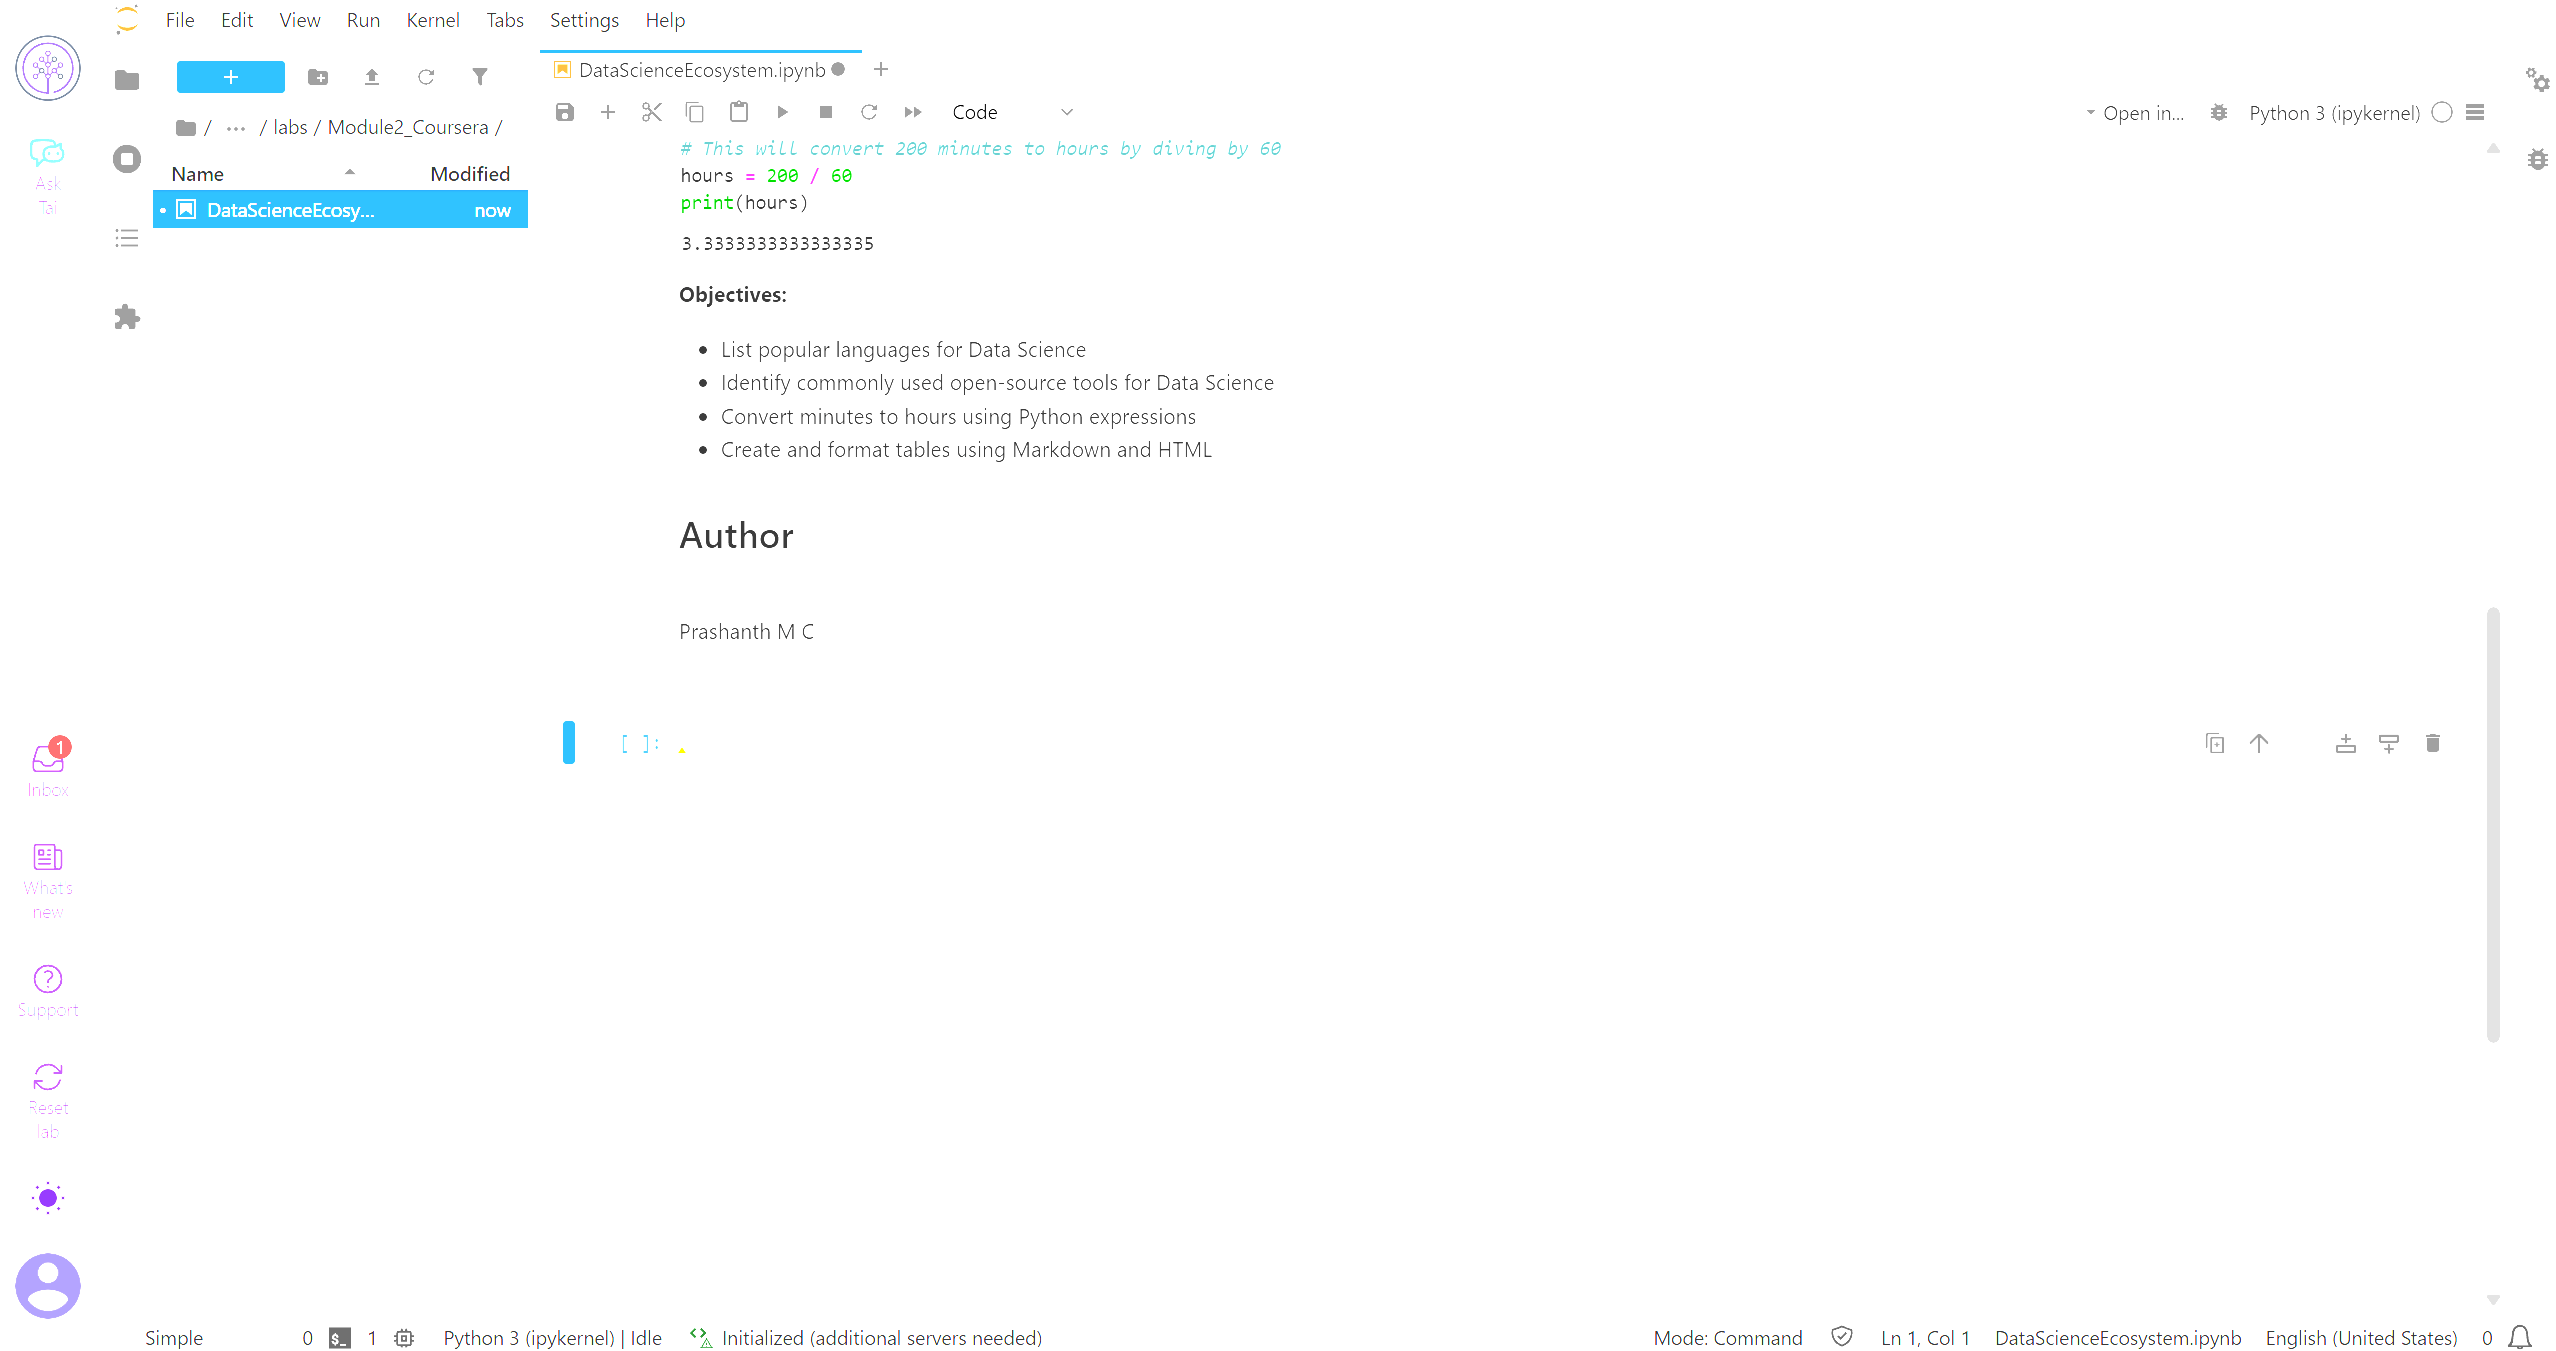 File Edit View Run Kernel Tabs Settings Help
Ask
Tai
+
/ ... / labs / Module2_Coursera /
Name Modified
DataScienceEcosy... now
DataScienceEcosystem.ipynb
Code
Open in... Python 3 (ipykernel)
# This will convert 200 minutes to hours by diving by 60
hours = 200 / 60
print(hours)
3.3333333333333335
Objectives:
• List popular languages for Data Science
• Identify commonly used open-source tools for Data Science
• Convert minutes to hours using Python expressions
• Create and format tables using Markdown and HTML
Author
Prashanth M C
[ ]:
1
Inbox
What's
new
Support
Reset
lab
Simple 0 $_ 1 Python 3 (ipykernel) | Idle Initialized (additional servers needed) Mode: Command Ln 1, Col 1 DataScienceEcosystem.ipynb English (United States) 0